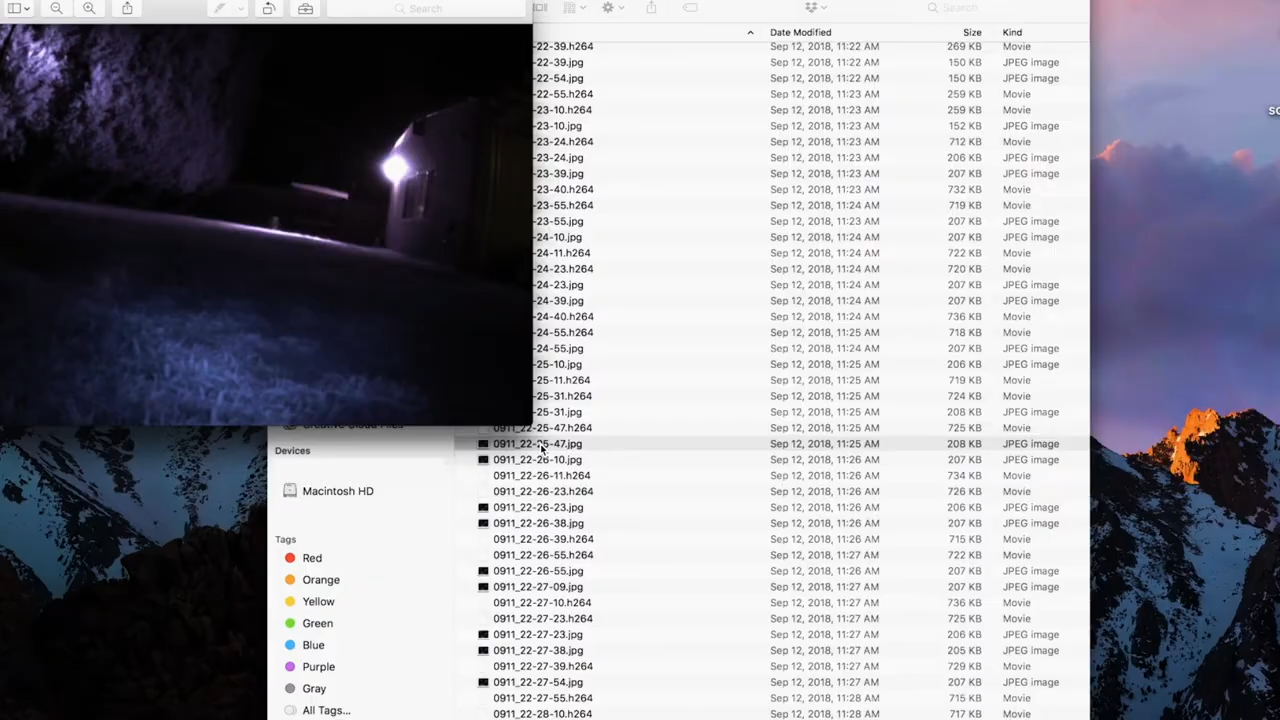 Search
Search
Date Modified Size Kind
-22-39.h264 Sep 12, 2018, 11:22 AM 269 KB Movie
-22-39.jpg Sep 12, 2018, 11:22 AM 150 KB JPEG image
-22-54.jpg Sep 12, 2018, 11:22 AM 150 KB JPEG image
-22-55.h264 Sep 12, 2018, 11:23 AM 259 KB Movie
-23-10.h264 Sep 12, 2018, 11:23 AM 259 KB Movie
-23-10.jpg Sep 12, 2018, 11:23 AM 152 KB JPEG image
-23-24.h264 Sep 12, 2018, 11:23 AM 712 KB Movie
-23-24.jpg Sep 12, 2018, 11:23 AM 206 KB JPEG image
-23-39.jpg Sep 12, 2018, 11:23 AM 207 KB JPEG image
-23-40.h264 Sep 12, 2018, 11:23 AM 732 KB Movie
-23-55.h264 Sep 12, 2018, 11:23 AM 719 KB Movie
-23-55.jpg Sep 12, 2018, 11:23 AM 207 KB JPEG image
-24-10.jpg Sep 12, 2018, 11:24 AM 207 KB JPEG image
-24-11.h264 Sep 12, 2018, 11:24 AM 722 KB Movie
-24-23.h264 Sep 12, 2018, 11:24 AM 720 KB Movie
-24-23.jpg Sep 12, 2018, 11:24 AM 207 KB JPEG image
-24-39.jpg Sep 12, 2018, 11:24 AM 207 KB JPEG image
-24-40.h264 Sep 12, 2018, 11:24 AM 736 KB Movie
-24-55.h264 Sep 12, 2018, 11:25 AM 718 KB Movie
-24-55.jpg Sep 12, 2018, 11:24 AM 207 KB JPEG image
-25-10.jpg Sep 12, 2018, 11:25 AM 206 KB JPEG image
-25-11.h264 Sep 12, 2018, 11:25 AM 719 KB Movie
-25-31.h264 Sep 12, 2018, 11:25 AM 724 KB Movie
-25-31.jpg Sep 12, 2018, 11:25 AM 208 KB JPEG image
0911_22-25-47.h264 Sep 12, 2018, 11:25 AM 725 KB Movie
0911_22-25-47.jpg Sep 12, 2018, 11:25 AM 208 KB JPEG image
0911_22-26-10.jpg Sep 12, 2018, 11:26 AM 207 KB JPEG image
0911_22-26-11.h264 Sep 12, 2018, 11:26 AM 734 KB Movie
0911_22-26-23.h264 Sep 12, 2018, 11:26 AM 726 KB Movie
0911_22-26-23.jpg Sep 12, 2018, 11:26 AM 206 KB JPEG image
0911_22-26-38.jpg Sep 12, 2018, 11:26 AM 207 KB JPEG image
0911_22-26-39.h264 Sep 12, 2018, 11:26 AM 715 KB Movie
0911_22-26-55.h264 Sep 12, 2018, 11:26 AM 722 KB Movie
0911_22-26-55.jpg Sep 12, 2018, 11:26 AM 207 KB JPEG image
0911_22-27-09.jpg Sep 12, 2018, 11:27 AM 207 KB JPEG image
0911_22-27-10.h264 Sep 12, 2018, 11:27 AM 736 KB Movie
0911_22-27-23.h264 Sep 12, 2018, 11:27 AM 725 KB Movie
0911_22-27-23.jpg Sep 12, 2018, 11:27 AM 206 KB JPEG image
0911_22-27-38.jpg Sep 12, 2018, 11:27 AM 205 KB JPEG image
0911_22-27-39.h264 Sep 12, 2018, 11:27 AM 729 KB Movie
0911_22-27-54.jpg Sep 12, 2018, 11:27 AM 207 KB JPEG image
0911_22-27-55.h264 Sep 12, 2018, 11:28 AM 715 KB Movie
0911_22-28-10.h264 Sep 12, 2018, 11:28 AM 717 KB Movie
Creative Cloud Files
Devices
Macintosh HD
Tags
Red
Orange
Yellow
Green
Blue
Purple
Gray
All Tags...